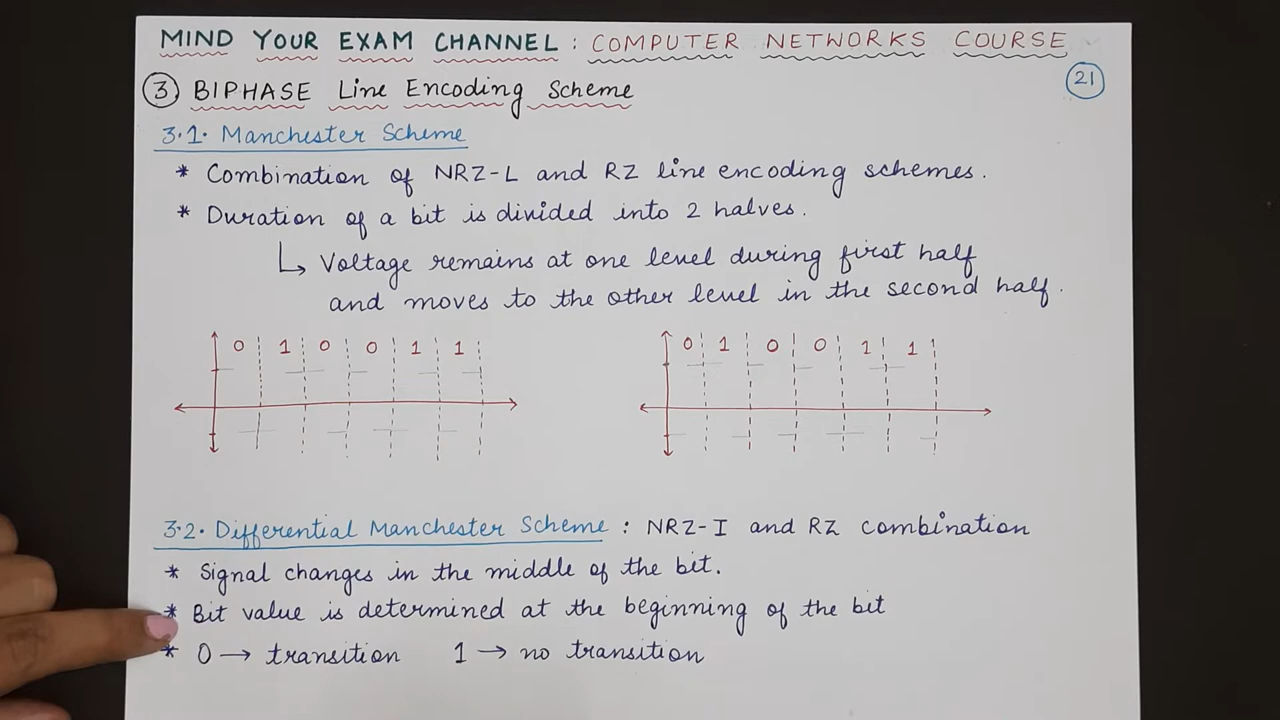 MIND YOUR EXAM CHANNEL : COMPUTER NETWORKS COURSE
21
3. BIPHASE Line Encoding Scheme
3.1. Manchester Scheme
* Combination of NRZ-L and RZ line encoding schemes.
* Duration of a bit is divided into 2 halves.
↳ Voltage remains at one level during first half
and moves to the other level in the second half.
0 1 0 0 1 1
0 1 0 0 1 1
3.2. Differential Manchester Scheme : NRZ-I and RZ combination
* Signal changes in the middle of the bit.
* Bit value is determined at the beginning of the bit
* 0 → transition 1 → no transition